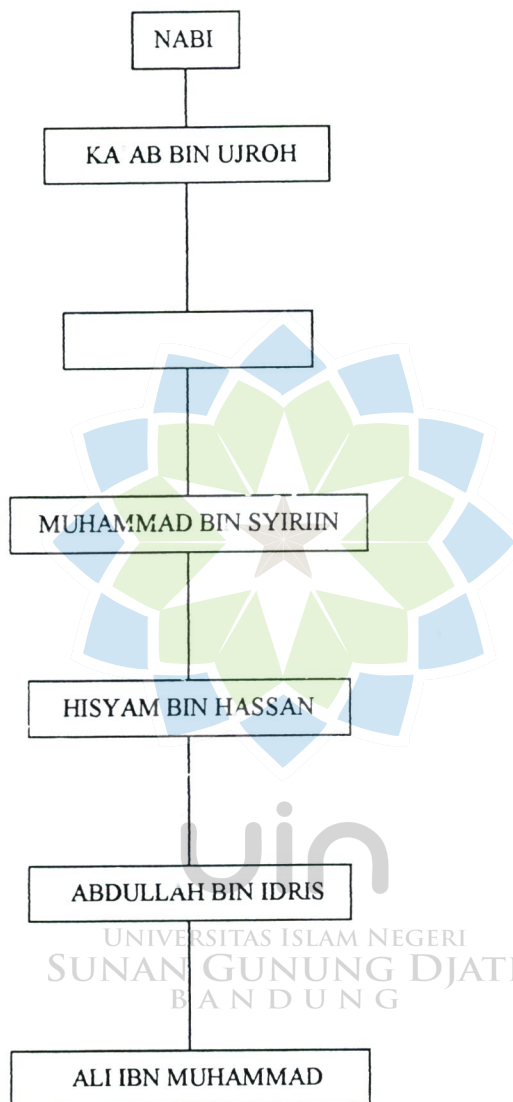 NABI
KA AB BIN UJROH
MUHAMMAD BIN SYIRIIN
HISYAM BIN HASSAN
uin
ABDULLAH BIN IDRIS
UNIVERSITAS ISLAM NEGERI
SUNAN GUNUNG DJATI
BANDUNG
ALI IBN MUHAMMAD